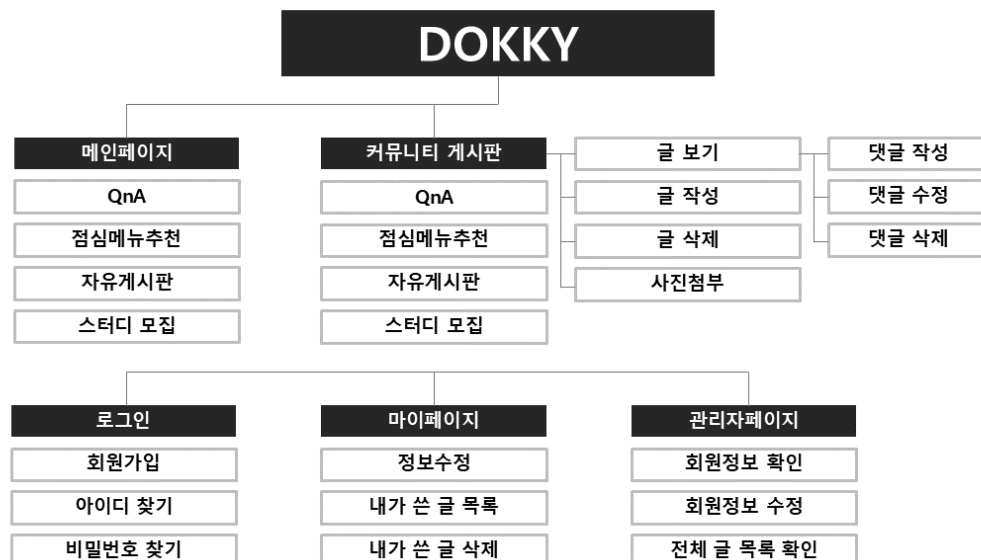 DOKKY
메인페이지
QnA
점심메뉴추천
자유게시판
스터디 모집
커뮤니티 게시판
QnA
점심메뉴추천
자유게시판
스터디 모집
글 보기
글 작성
글 삭제
사진첨부
댓글 작성
댓글 수정
댓글 삭제
로그인
회원가입
아이디 찾기
비밀번호 찾기
마이페이지
정보수정
내가 쓴 글 목록
내가 쓴 글 삭제
관리자페이지
회원정보 확인
회원정보 수정
전체 글 목록 확인